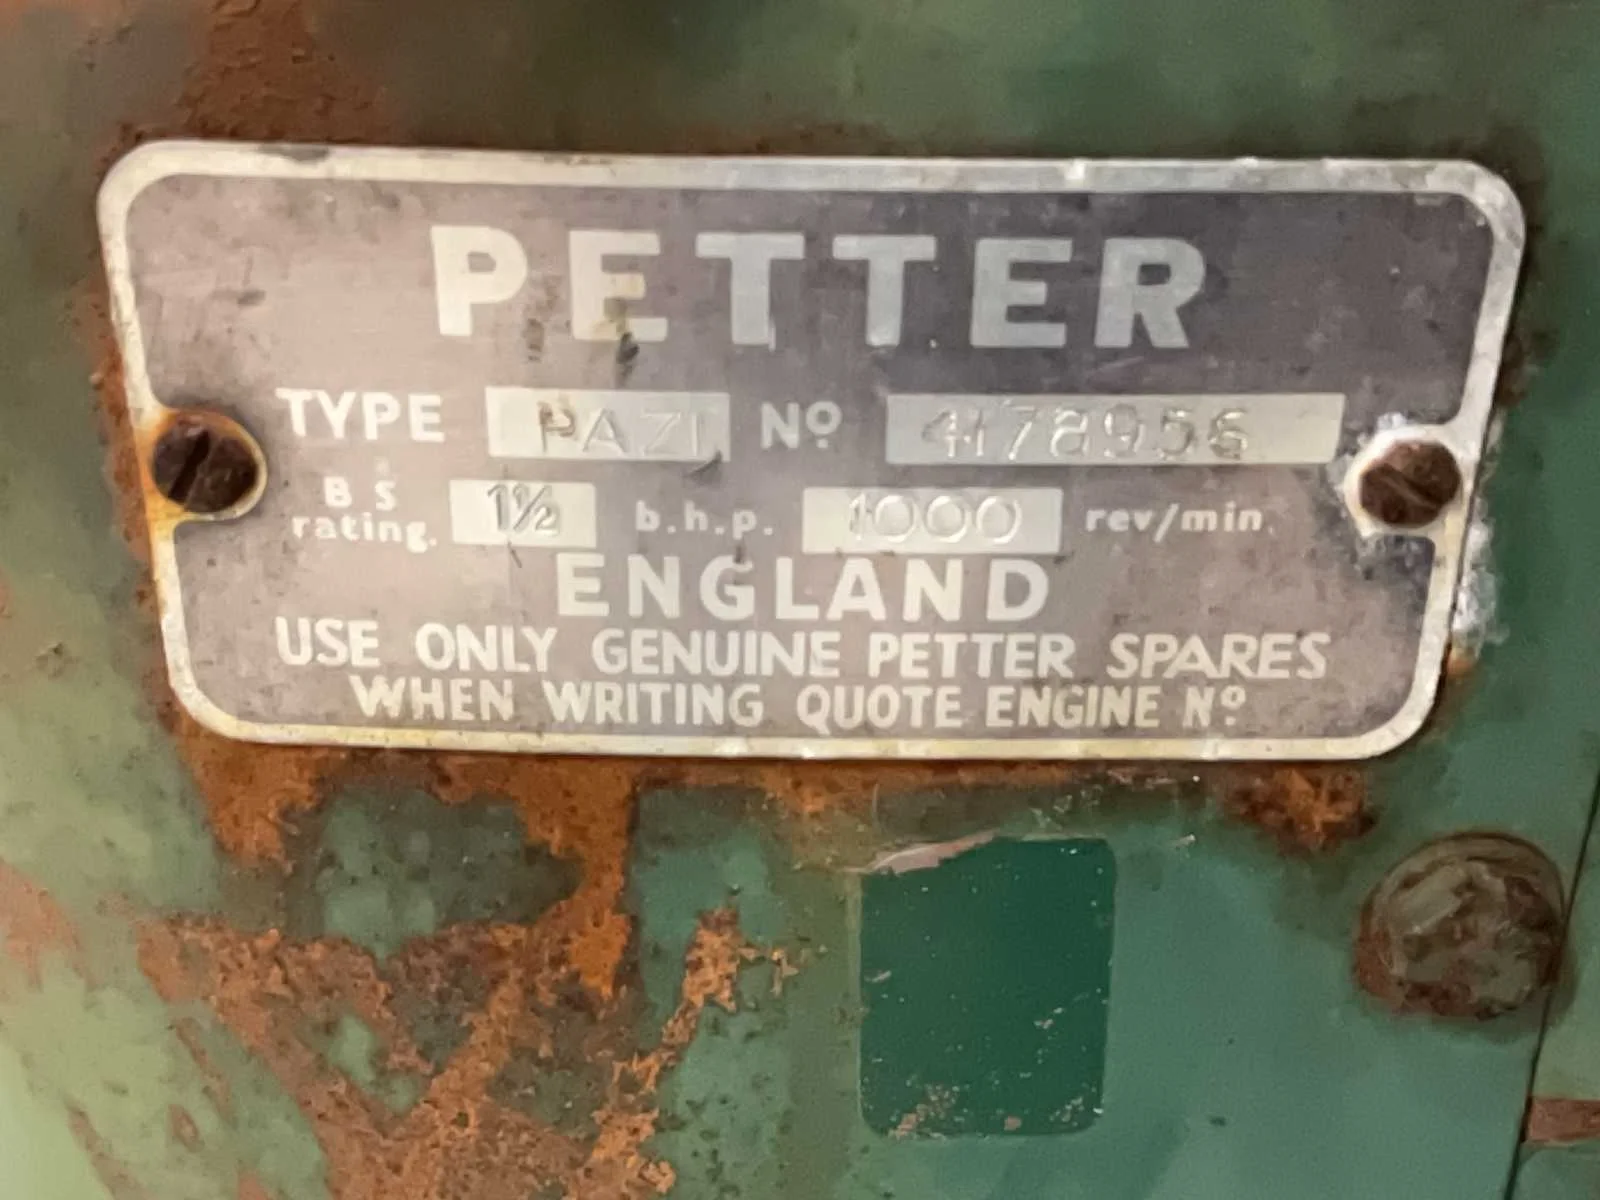 PETTER
TYPE PAZ1 Nº 4178956
B S rating. 1½ b.h.p. 1000 rev/min.
ENGLAND
USE ONLY GENUINE PETTER SPARES
WHEN WRITING QUOTE ENGINE Nº